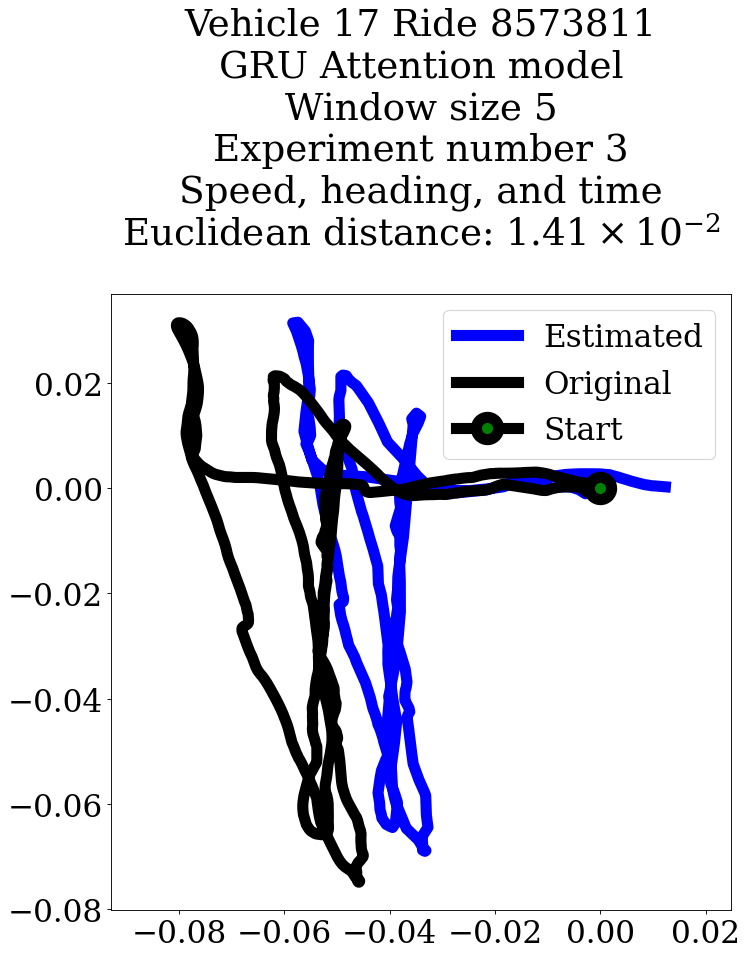 Vehicle 17 Ride 8573811
GRU Attention model
Window size 5
Experiment number 3
Speed, heading, and time
Euclidean distance: 1.41 × 10⁻²
Estimated
Original
Start
0.02
0.00
−0.02
−0.04
−0.06
−0.08
−0.08 −0.06 −0.04 −0.02 0.00 0.02